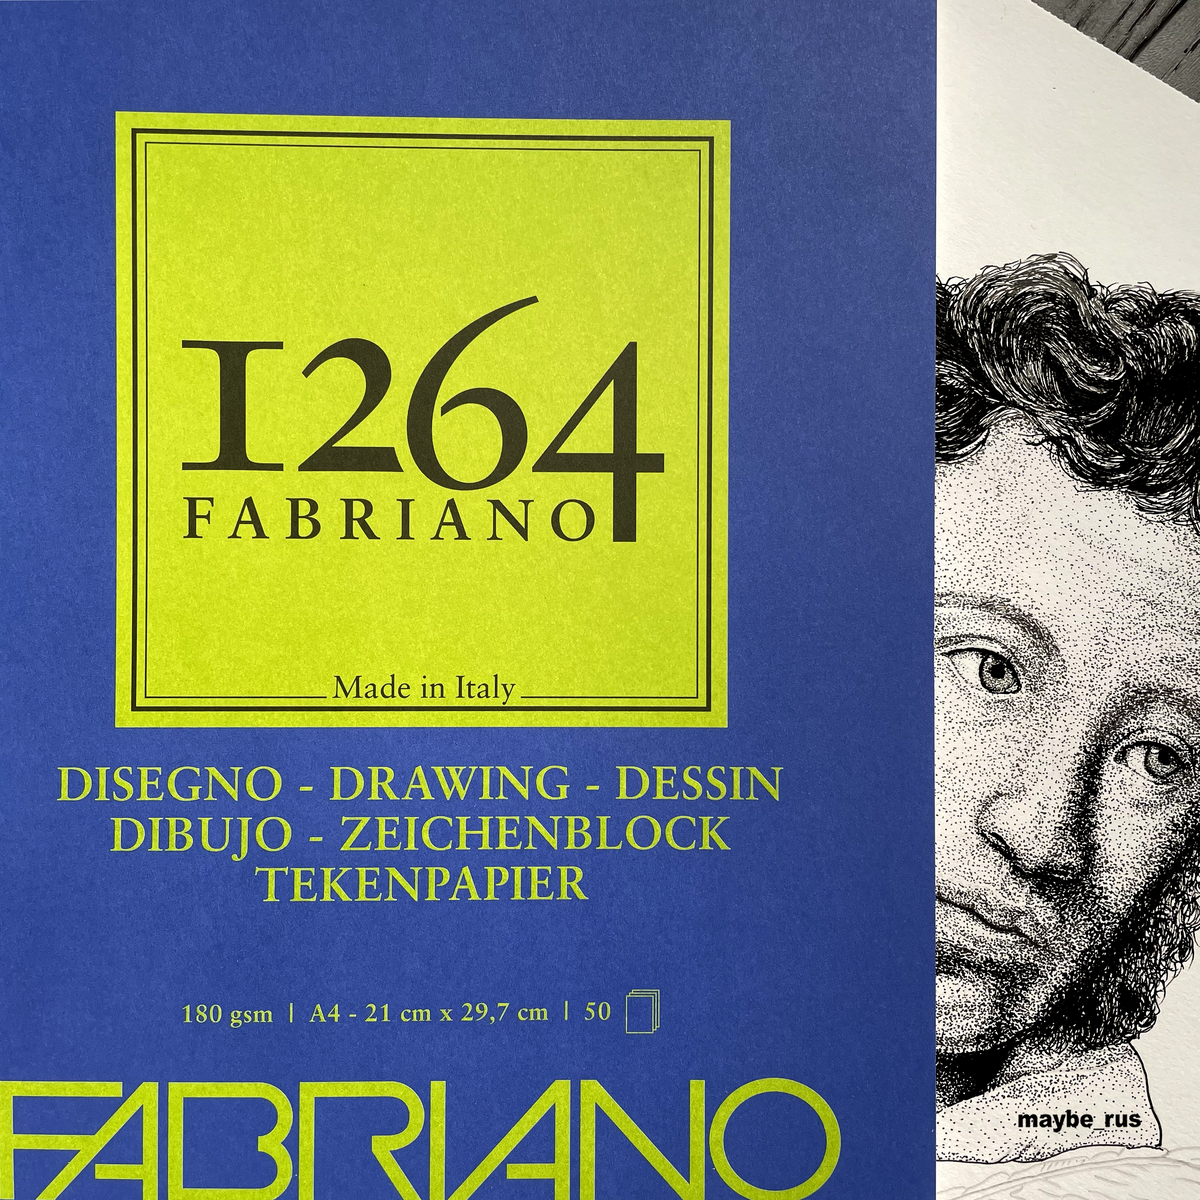 1264
FABRIANO
Made in Italy
DISEGNO - DRAWING - DESSIN
DIBUJO - ZEICHENBLOCK
TEKENPAPIER
180 gsm | A4 - 21 cm x 29,7 cm | 50
FABRIANO
maybe_rus